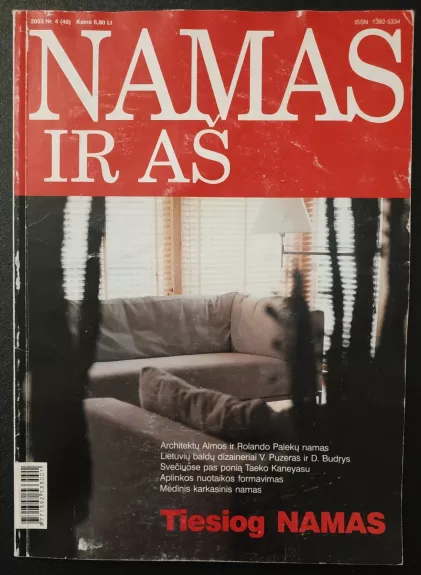 2003 Nr. 4 (48) Kaina 6,80 Lt
ISSN 1392-9334
NAMAS
IR AŠ
Architektų Almos ir Rolando Palekų namas
Lietuvių baldų dizaineriai V. Puzeras ir D. Budrys
Svečiuose pas ponią Taeko Kaneyasu
Aplinkos nuotaikos formavimas
Medinis karkasinis namas
Tiesiog NAMAS